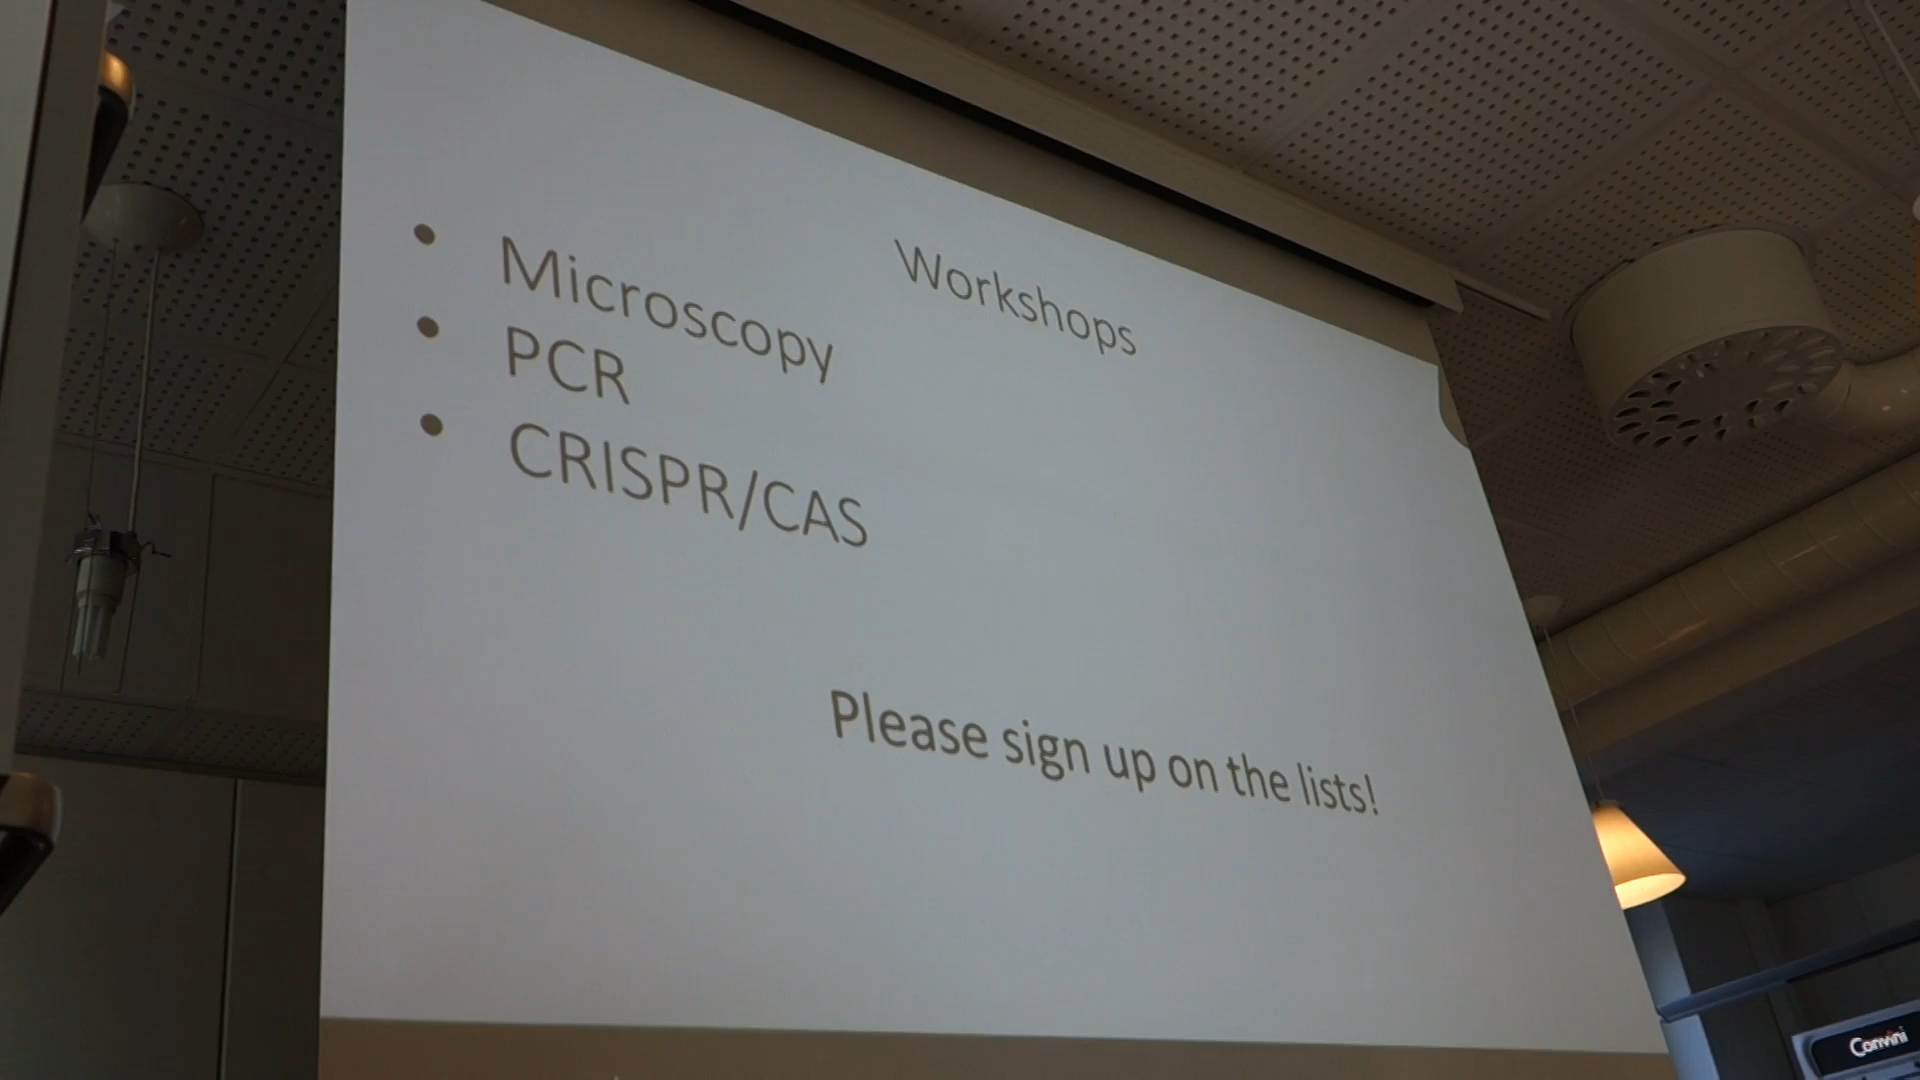 Workshops
• Microscopy
• PCR
• CRISPR/CAS
Please sign up on the lists!
Convini